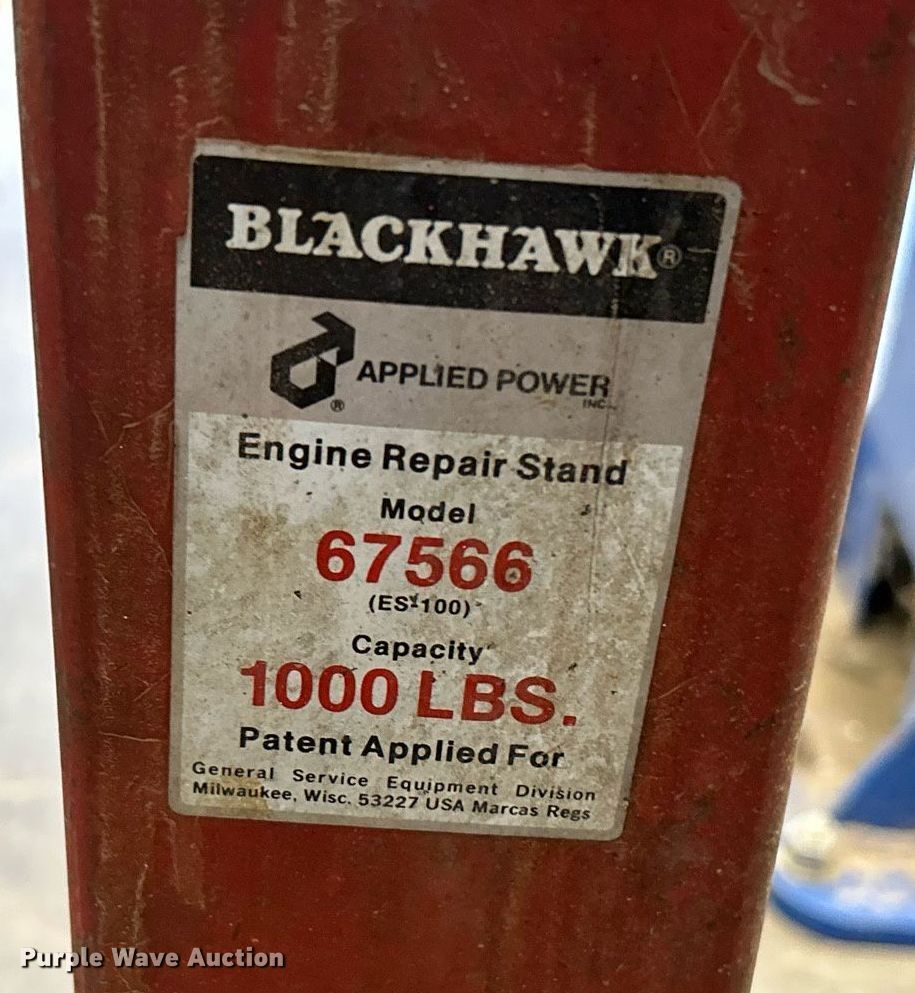 BLACKHAWK®
APPLIED POWER
INC.
®
Engine Repair Stand
Model
67566
(ES-100)
Capacity
1000 LBS.
Patent Applied For
General Service Equipment Division
Milwaukee, Wisc. 53227 USA Marcas Regs
Purple Wave Auction